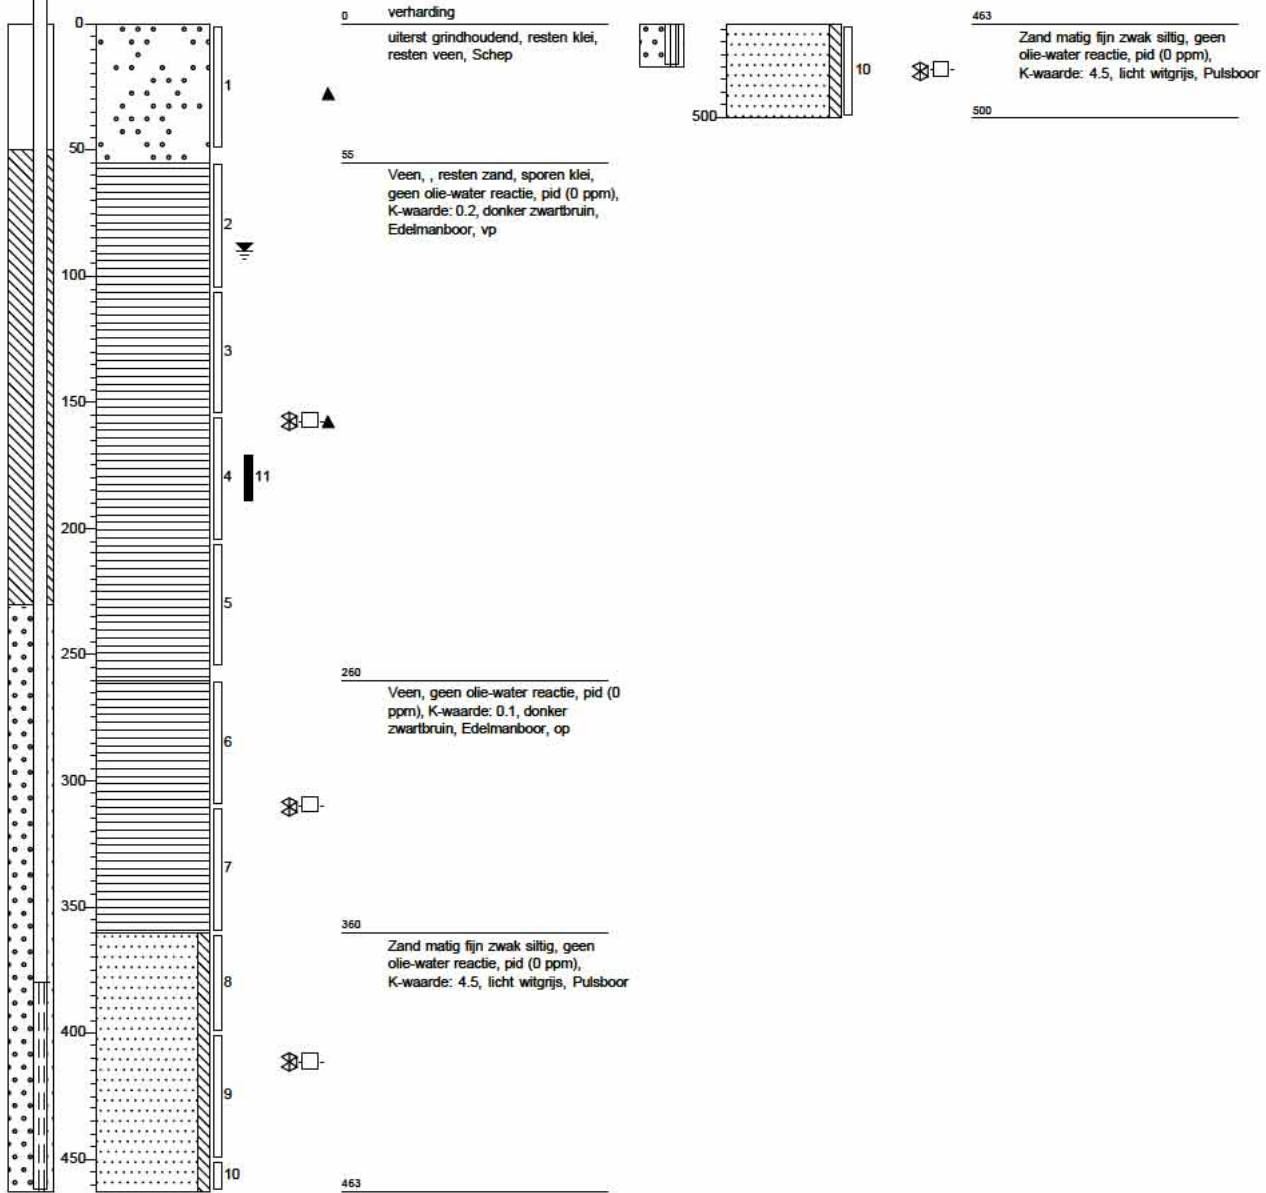 0
50
100
150
200
250
300
350
400
450
1
2
3
4
11
5
6
7
8
9
10
0
verharding
uiterst grindhoudend, resten klei,
resten veen, Schep
55
Veen, , resten zand, sporen klei,
geen olie-water reactie, pid (0 ppm),
K-waarde: 0.2, donker zwartbruin,
Edelmanboor, vp
260
Veen, geen olie-water reactie, pid (0
ppm), K-waarde: 0.1, donker
zwartbruin, Edelmanboor, op
360
Zand matig fijn zwak siltig, geen
olie-water reactie, pid (0 ppm),
K-waarde: 4.5, licht witgrijs, Pulsboor
463
500
10
463
Zand matig fijn zwak siltig, geen
olie-water reactie, pid (0 ppm),
K-waarde: 4.5, licht witgrijs, Pulsboor
500